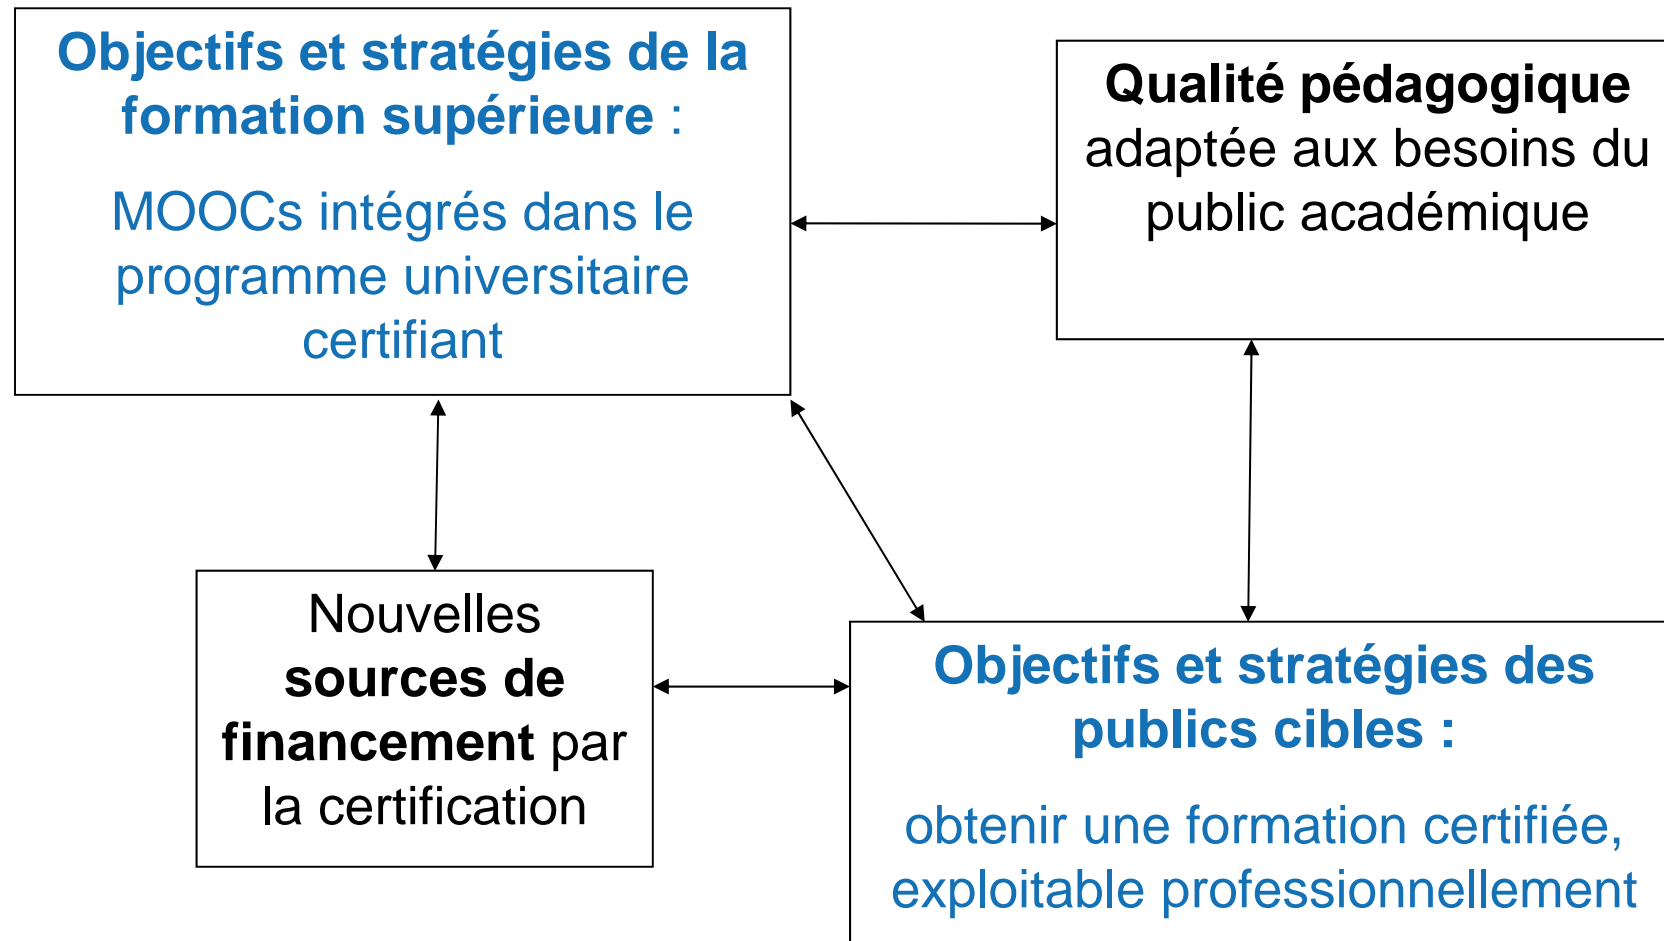 Objectifs et stratégies de la
formation supérieure :
MOOCs intégrés dans le
programme universitaire
certifiant
Qualité pédagogique
adaptée aux besoins du
public académique
Nouvelles
sources de
financement par
la certification
Objectifs et stratégies des
publics cibles :
obtenir une formation certifiée,
exploitable professionnellement